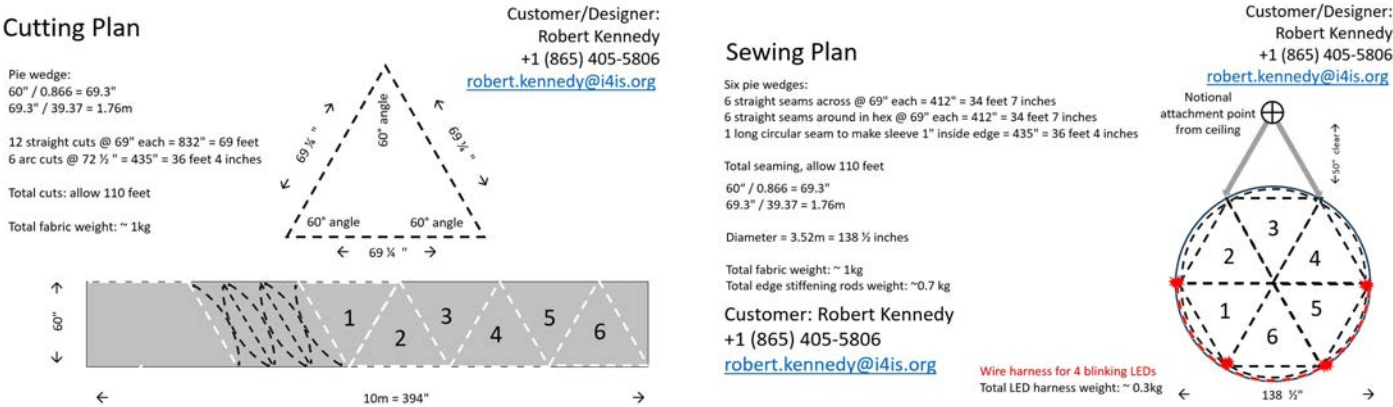 Cutting Plan
Customer/Designer:
Robert Kennedy
+1 (865) 405-5806
robert.kennedy@i4is.org
Pie wedge:
60" / 0.866 = 69.3"
69.3" / 39.37 = 1.76m
12 straight cuts @ 69" each = 832" = 69 feet
6 arc cuts @ 72 ½ " = 435" = 36 feet 4 inches
Total cuts: allow 110 feet
Total fabric weight: ~ 1kg
69 ¼ "
60° angle
69 ¼ "
60° angle
60° angle
← 69 ¼ " →
60"
1
2
3
4
5
6
← 10m = 394" →
Sewing Plan
Customer/Designer:
Robert Kennedy
+1 (865) 405-5806
robert.kennedy@i4is.org
Six pie wedges:
6 straight seams across @ 69" each = 412" = 34 feet 7 inches
6 straight seams around in hex @ 69" each = 412" = 34 feet 7 inches
1 long circular seam to make sleeve 1" inside edge = 435" = 36 feet 4 inches
Total seaming, allow 110 feet
60" / 0.866 = 69.3"
69.3" / 39.37 = 1.76m
Diameter = 3.52m = 138 ½ inches
Total fabric weight: ~ 1kg
Total edge stiffening rods weight: ~0.7 kg
Customer: Robert Kennedy
+1 (865) 405-5806
robert.kennedy@i4is.org
Notional
attachment point
from ceiling
←50" clear→
3
2
4
1
5
6
Wire harness for 4 blinking LEDs
Total LED harness weight: ~ 0.3kg
← 138 ½" →